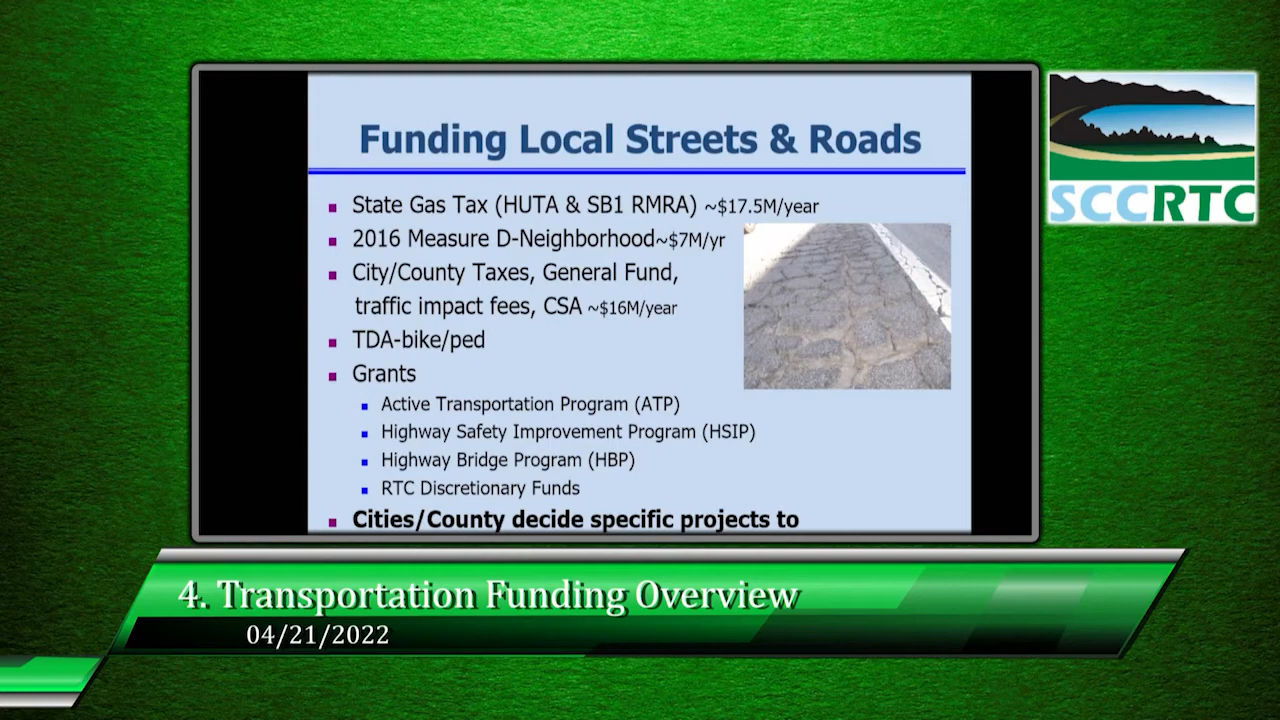 Funding Local Streets & Roads
State Gas Tax (HUTA & SB1 RMRA) ~$17.5M/year
2016 Measure D-Neighborhood~$7M/yr
City/County Taxes, General Fund,
traffic impact fees, CSA ~$16M/year
TDA-bike/ped
Grants
Active Transportation Program (ATP)
Highway Safety Improvement Program (HSIP)
Highway Bridge Program (HBP)
RTC Discretionary Funds
Cities/County decide specific projects to
SCCRTC
4. Transportation Funding Overview
04/21/2022